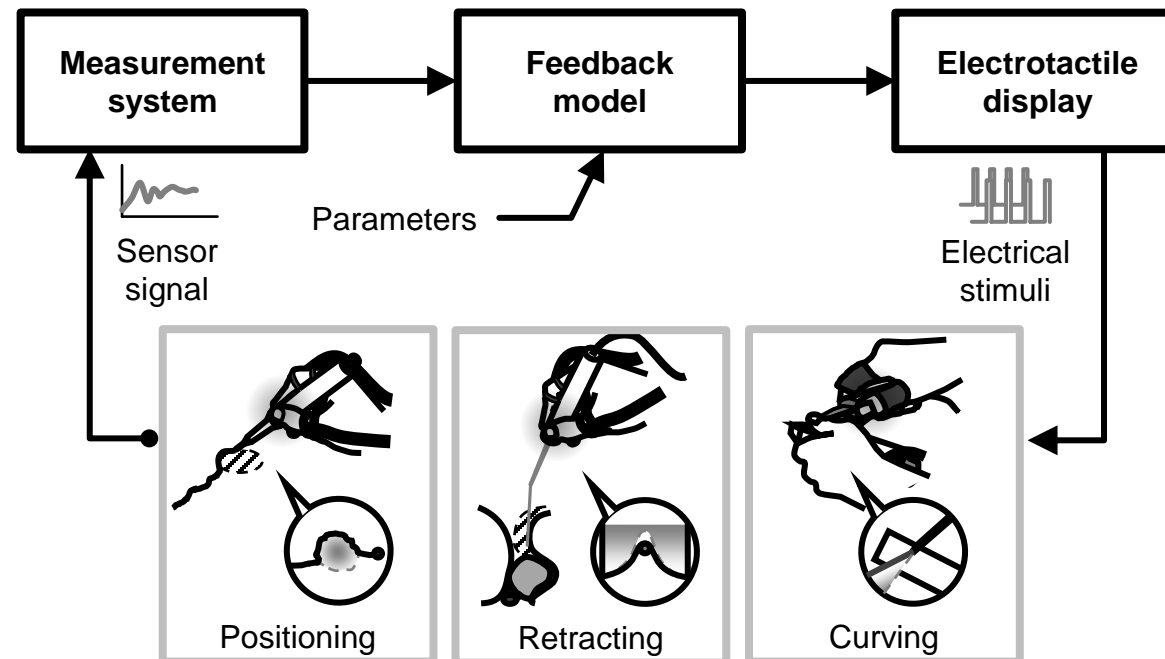 Measurement
system
Feedback
model
Electrotactile
display
Sensor
signal
Parameters
Electrical
stimuli
Positioning
Retracting
Curving